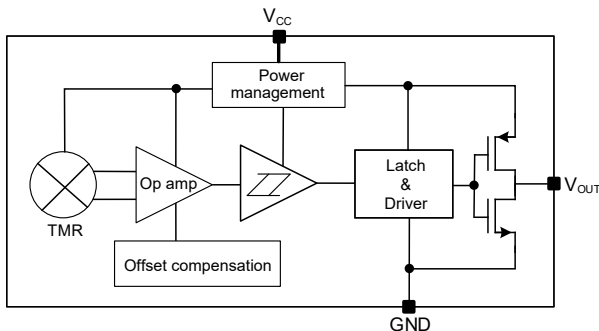 VCC
Power
management
Op amp
Latch
&
Driver
VOUT
TMR
Offset compensation
GND